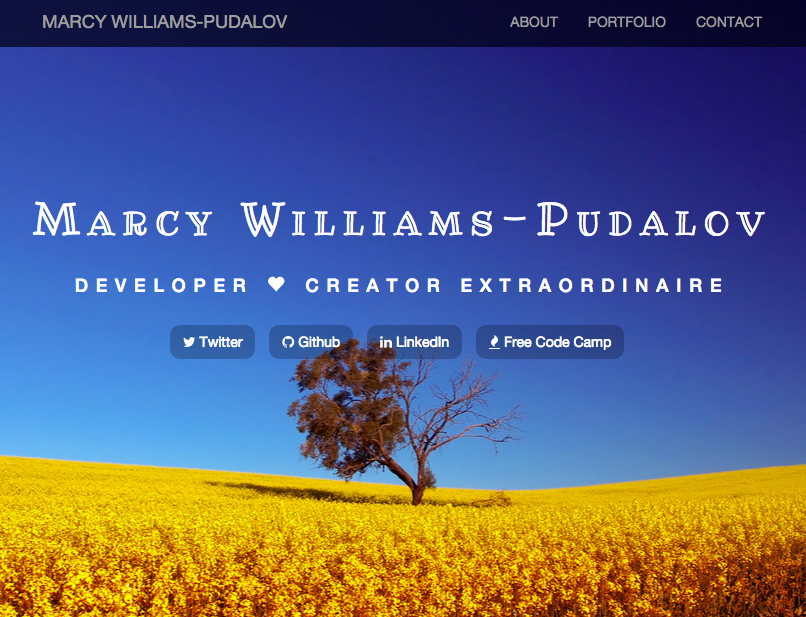 MARCY WILLIAMS-PUDALOV ABOUT PORTFOLIO CONTACT
Marcy Williams-Pudalov
DEVELOPER ♥ CREATOR EXTRAORDINAIRE
Twitter Github LinkedIn Free Code Camp